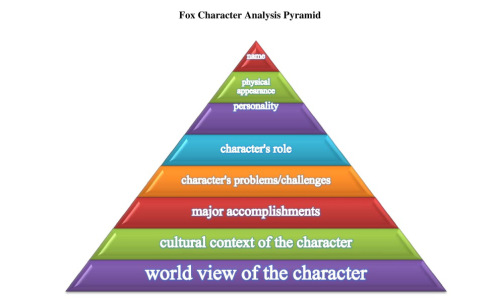 Fox Character Analysis Pyramid
name
physical
appearance
personality
character's role
character's problems/challenges
major accomplishments
cultural context of the character
world view of the character